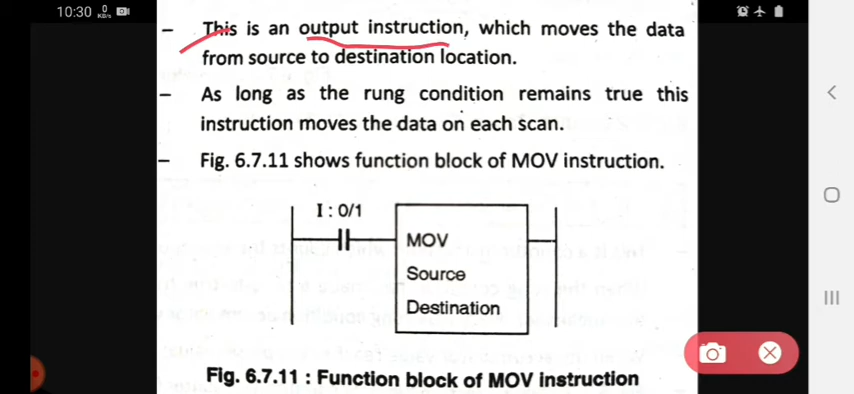 10:30 0 KB/s
– This is an output instruction, which moves the data
from source to destination location.
– As long as the rung condition remains true this
instruction moves the data on each scan.
– Fig. 6.7.11 shows function block of MOV instruction.
I : 0/1
MOV
Source
Destination
Fig. 6.7.11 : Function block of MOV instruction